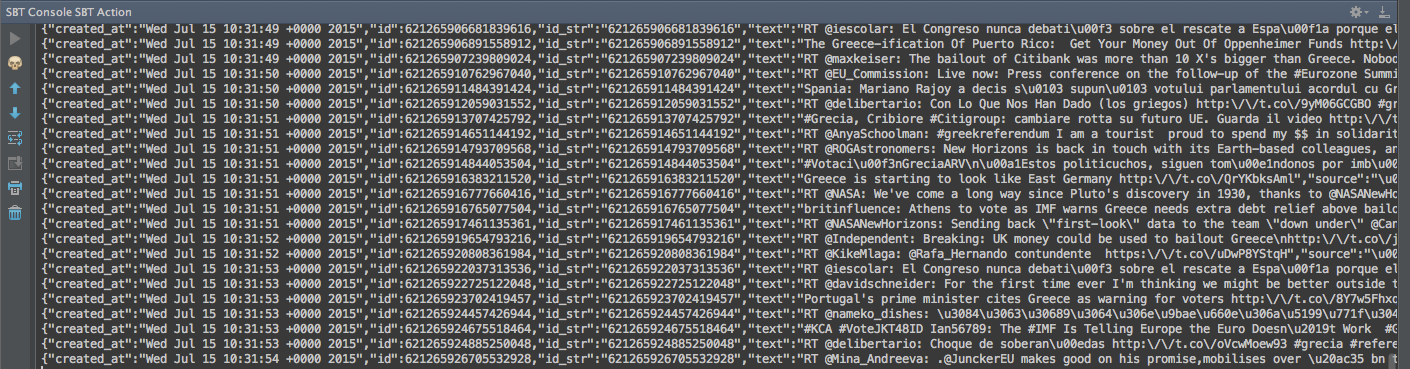 SBT Console SBT Action
{"created_at":"Wed Jul 15 10:31:49 +0000 2015","id":621265906681839616,"id_str":"621265906681839616","text":"RT @iescolar: El Congreso nunca debati\u00f3 sobre el rescate a Espa\u00f1a porque el
{"created_at":"Wed Jul 15 10:31:49 +0000 2015","id":621265906891558912,"id_str":"621265906891558912","text":"The Greece-ification Of Puerto Rico:  Get Your Money Out Of Oppenheimer Funds http:\
{"created_at":"Wed Jul 15 10:31:49 +0000 2015","id":621265907239809024,"id_str":"621265907239809024","text":"RT @maxkeiser: The bailout of Citibank was more than 10 X's bigger than Greece. Nobod
{"created_at":"Wed Jul 15 10:31:50 +0000 2015","id":621265910762967040,"id_str":"621265910762967040","text":"RT @EU_Commission: Live now: Press conference on the follow-up of the #Eurozone Summi
{"created_at":"Wed Jul 15 10:31:50 +0000 2015","id":621265911484391424,"id_str":"621265911484391424","text":"Spania: Mariano Rajoy a decis s\u0103 supun\u0103 votului parlamentului acordul cu Gr
{"created_at":"Wed Jul 15 10:31:50 +0000 2015","id":621265912059031552,"id_str":"621265912059031552","text":"RT @delibertario: Con Lo Que Nos Han Dado (los griegos) http:\/\/t.co\/9yM06GCGBO #gr
{"created_at":"Wed Jul 15 10:31:51 +0000 2015","id":621265913707425792,"id_str":"621265913707425792","text":"#Grecia, Cribiore #Citigroup: cambiare rotta su futuro UE. Guarda il video http:\/\/t
{"created_at":"Wed Jul 15 10:31:51 +0000 2015","id":621265914651144192,"id_str":"621265914651144192","text":"RT @AnyaSchoolman: #greekreferendum I am a tourist  proud to spend my $$ in solidarit
{"created_at":"Wed Jul 15 10:31:51 +0000 2015","id":621265914793709568,"id_str":"621265914793709568","text":"RT @ROGAstronomers: New Horizons is back in touch with its Earth-based colleagues, an
{"created_at":"Wed Jul 15 10:31:51 +0000 2015","id":621265914844053504,"id_str":"621265914844053504","text":"#Votaci\u00f3nGreciaARV\n\u00a1Estos politicuchos, siguen tom\u00e1ndonos por imb\u00
{"created_at":"Wed Jul 15 10:31:51 +0000 2015","id":621265916383211520,"id_str":"621265916383211520","text":"Greece is starting to look like East Germany http:\/\/t.co\/QrYKbksAml","source":"\u0
{"created_at":"Wed Jul 15 10:31:51 +0000 2015","id":621265916777660416,"id_str":"621265916777660416","text":"RT @NASA: We've come a long way since Pluto's discovery in 1930, thanks to @NASANewHo
{"created_at":"Wed Jul 15 10:31:51 +0000 2015","id":621265916765077504,"id_str":"621265916765077504","text":"britinfluence: Athens to vote as IMF warns Greece needs extra debt relief above bailo
{"created_at":"Wed Jul 15 10:31:51 +0000 2015","id":621265917461135361,"id_str":"621265917461135361","text":"RT @NASANewHorizons: Sending back \"first-look\" data to the team \"down under\" @Can
{"created_at":"Wed Jul 15 10:31:52 +0000 2015","id":621265919654793216,"id_str":"621265919654793216","text":"RT @Independent: Breaking: UK money could be used to bailout Greece\nhttp:\/\/t.co\/j
{"created_at":"Wed Jul 15 10:31:52 +0000 2015","id":621265920808361984,"id_str":"621265920808361984","text":"RT @KikeMlaga: @Rafa_Hernando contundente  https:\/\/t.co\/uDwP8YStqH","source":"\u00
{"created_at":"Wed Jul 15 10:31:53 +0000 2015","id":621265922037313536,"id_str":"621265922037313536","text":"RT @iescolar: El Congreso nunca debati\u00f3 sobre el rescate a Espa\u00f1a porque el
{"created_at":"Wed Jul 15 10:31:53 +0000 2015","id":621265922725122048,"id_str":"621265922725122048","text":"RT @davidschneider: For the first time ever I'm thinking we might be better outside t
{"created_at":"Wed Jul 15 10:31:53 +0000 2015","id":621265923702419457,"id_str":"621265923702419457","text":"Portugal's prime minister cites Greece as warning for voters http:\/\/t.co\/8Y7w5Fhxo
{"created_at":"Wed Jul 15 10:31:53 +0000 2015","id":621265924457426944,"id_str":"621265924457426944","text":"RT @nameko_dishes: \u3084\u3063\u30689\u3064\u306e\u9bae\u660e\u306a\u5199\u771f\u304
{"created_at":"Wed Jul 15 10:31:53 +0000 2015","id":621265924675518464,"id_str":"621265924675518464","text":"#KCA #VoteJKT48ID Ian56789: The #IMF Is Telling Europe the Euro Doesn\u2019t Work  #G
{"created_at":"Wed Jul 15 10:31:53 +0000 2015","id":621265924885250048,"id_str":"621265924885250048","text":"RT @delibertario: Choque de soberan\u00edas http:\/\/t.co\/oVcwMoew93 #grecia #refere
{"created_at":"Wed Jul 15 10:31:54 +0000 2015","id":621265926705532928,"id_str":"621265926705532928","text":"RT @Mina_Andreeva: .@JunckerEU makes good on his promise,mobilises over \u20ac35 bn t